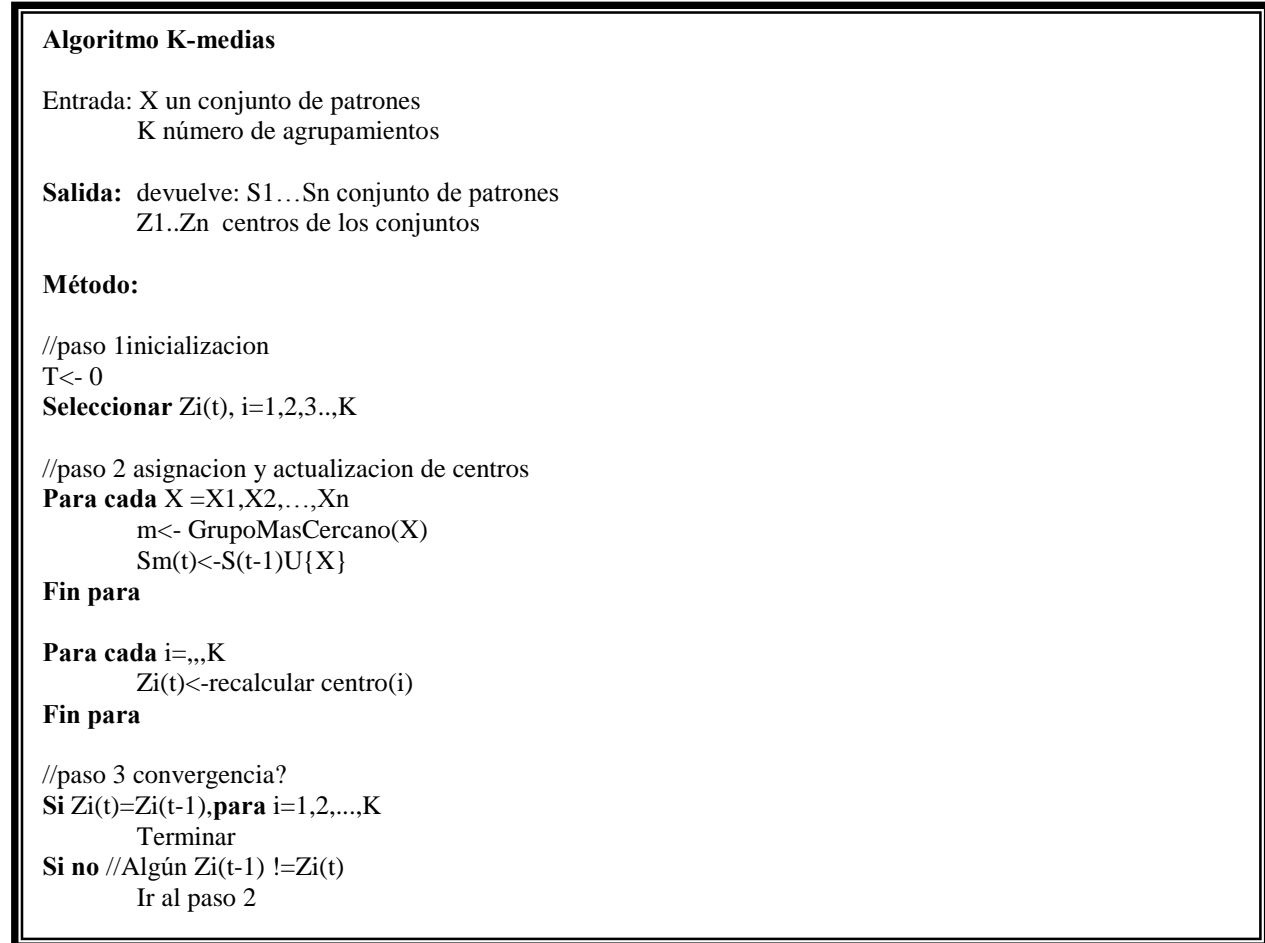 Algoritmo K-medias
Entrada: X un conjunto de patrones
K número de agrupamientos
Salida: devuelve: S1…Sn conjunto de patrones
Z1..Zn centros de los conjuntos
Método:
//paso 1inicializacion
T<- 0
Seleccionar Zi(t), i=1,2,3..,K
//paso 2 asignacion y actualizacion de centros
Para cada X =X1,X2,…,Xn
m<- GrupoMasCercano(X)
Sm(t)<-S(t-1)U{X}
Fin para
Para cada i=,,,K
Zi(t)<-recalcular centro(i)
Fin para
//paso 3 convergencia?
Si Zi(t)=Zi(t-1),para i=1,2,...,K
Terminar
Si no //Algún Zi(t-1) !=Zi(t)
Ir al paso 2